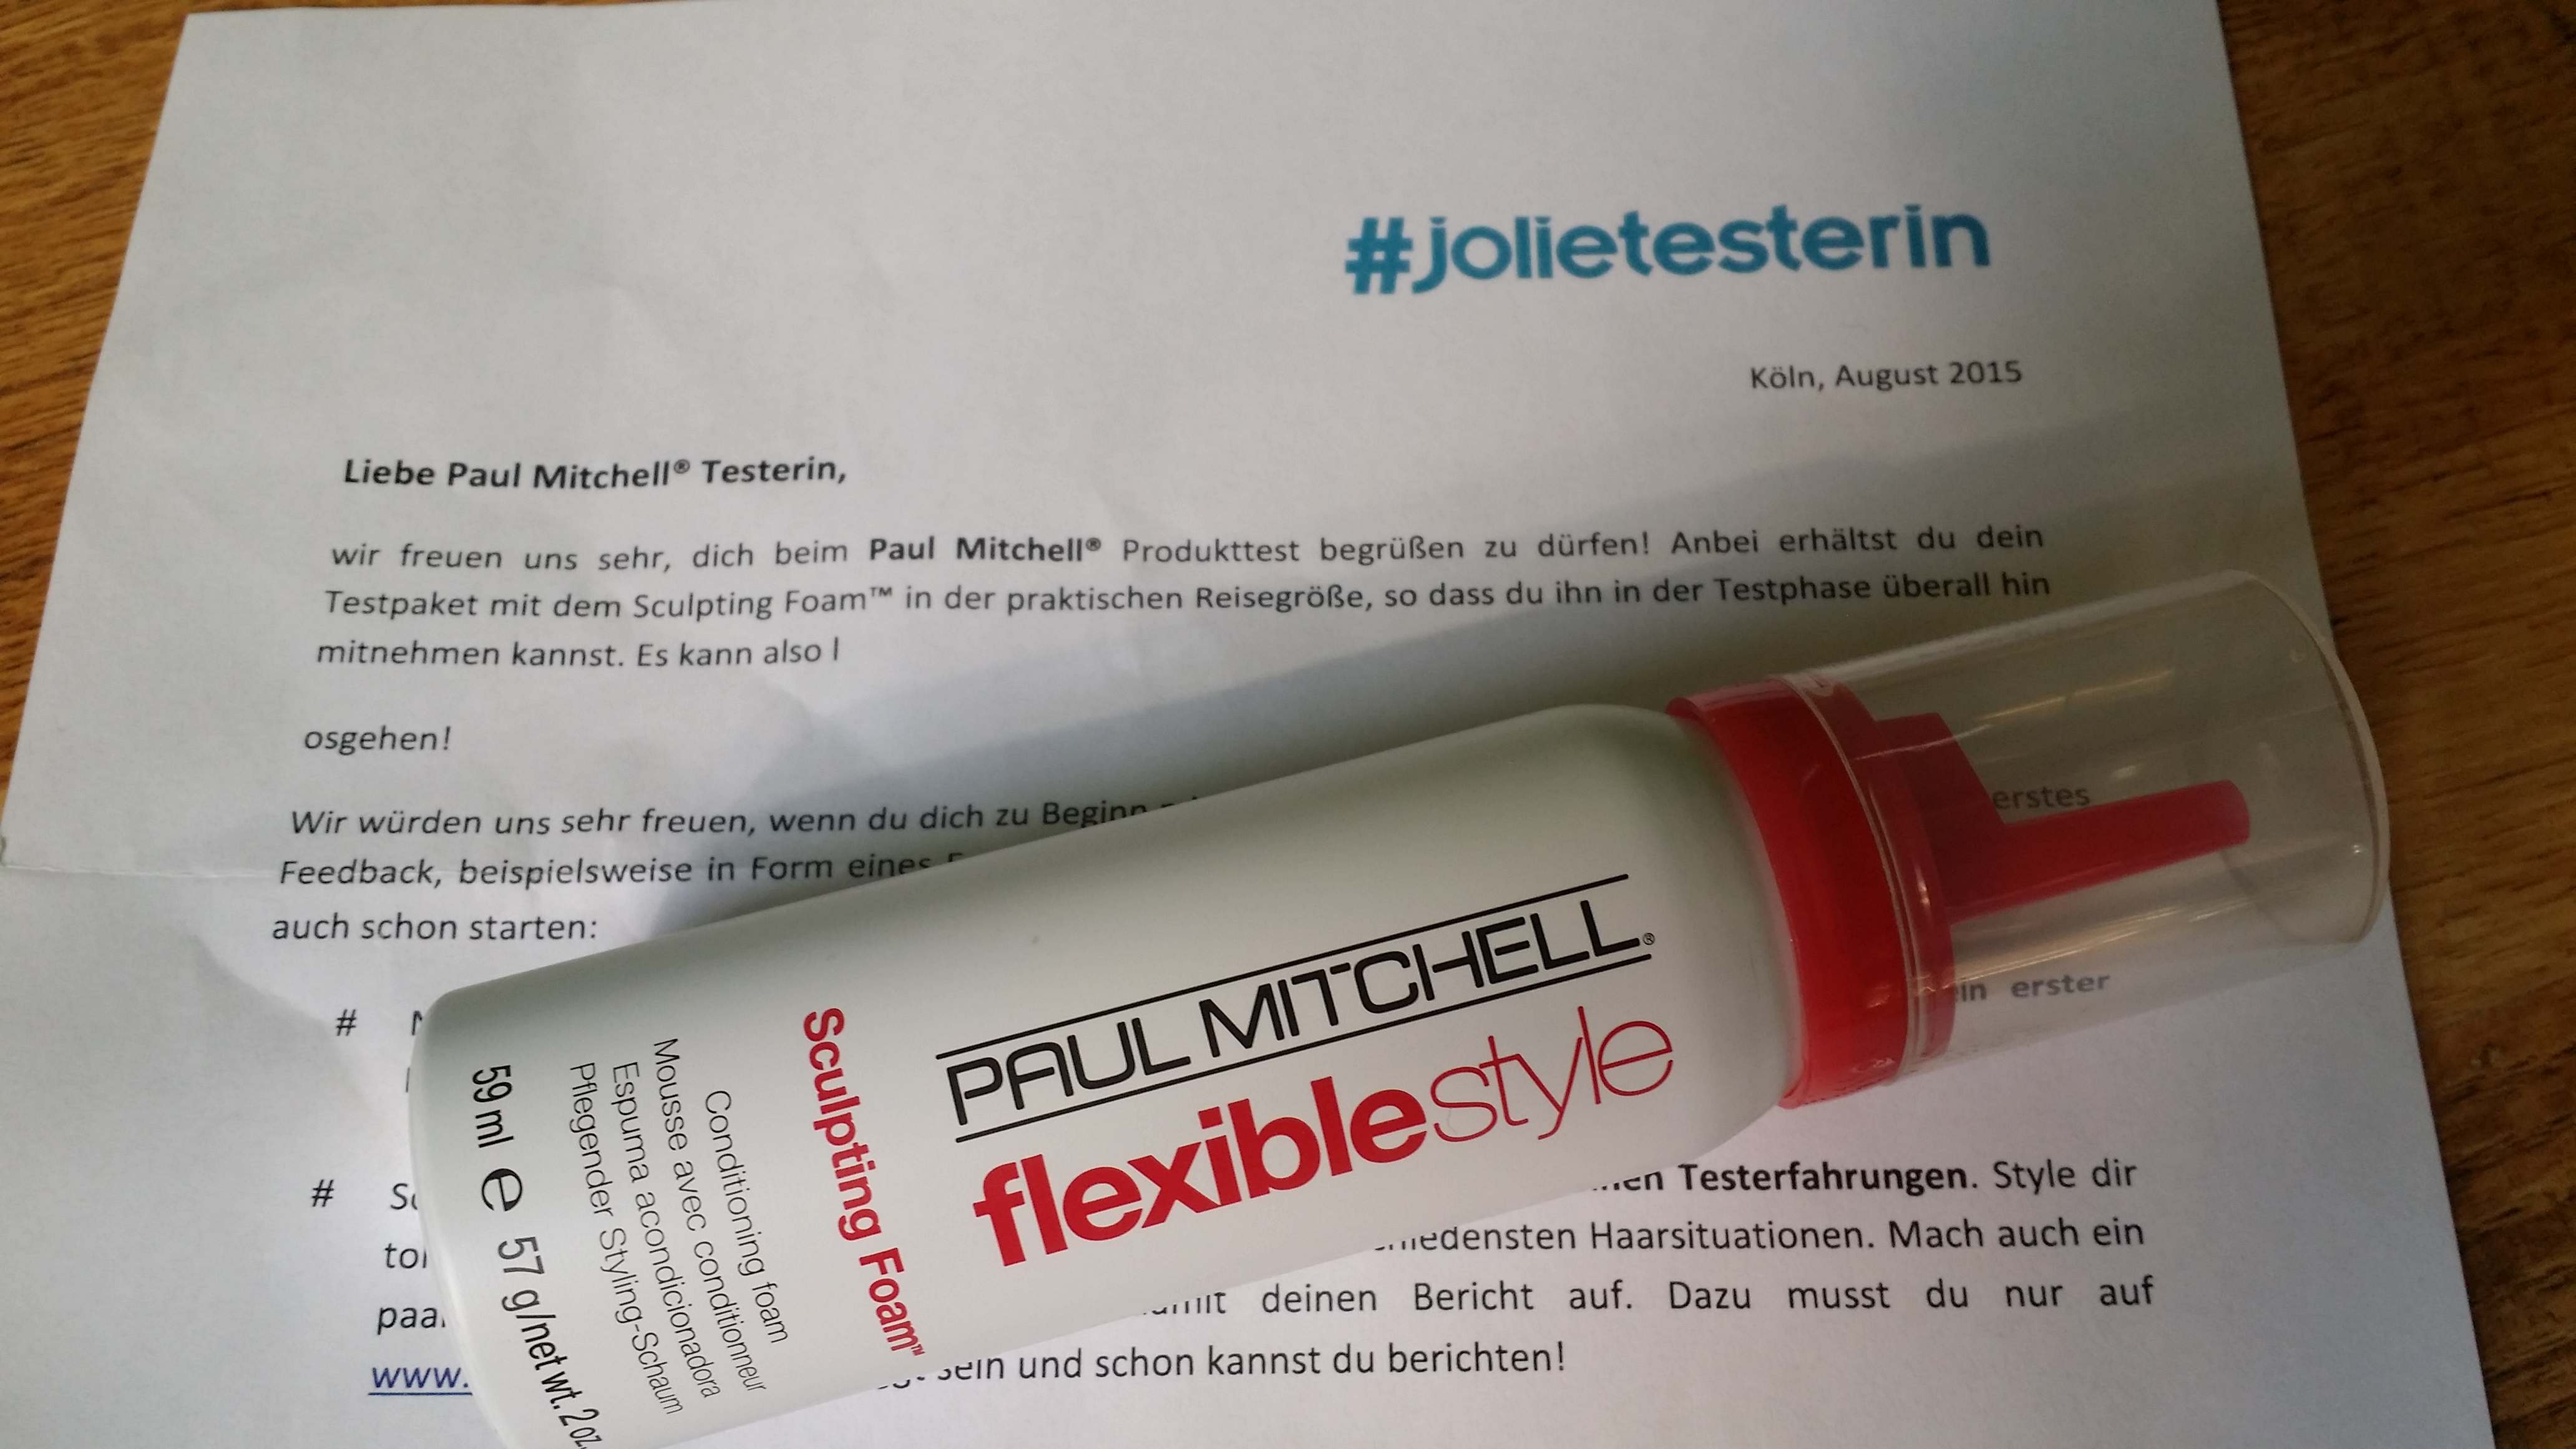 #jolietesterin
Köln, August 2015
Liebe Paul Mitchell® Testerin,
wir freuen uns sehr, dich beim Paul Mitchell® Produkttest begrüßen zu dürfen! Anbei erhältst du dein
Testpaket mit dem Sculpting Foam™ in der praktischen Reisegröße, so dass du ihn in der Testphase überall hin
mitnehmen kannst. Es kann also l
osgehen!
Wir würden uns sehr freuen, wenn du dich zu Beginn erstes
Feedback, beispielsweise in Form eines
auch schon starten:
#
erster
#
Testerfahrungen. Style dir
Haarsituationen. Mach auch ein
deinen Bericht auf. Dazu musst du nur auf
www.
sein und schon kannst du berichten!
PAUL MITCHELL®
flexiblestyle
Sculpting Foam™
Conditioning foam
Mousse avec conditionneur
Espuma acondicionadora
Pflegender Styling-Schaum
59 ml e 57 g/net wt. 2 oz.